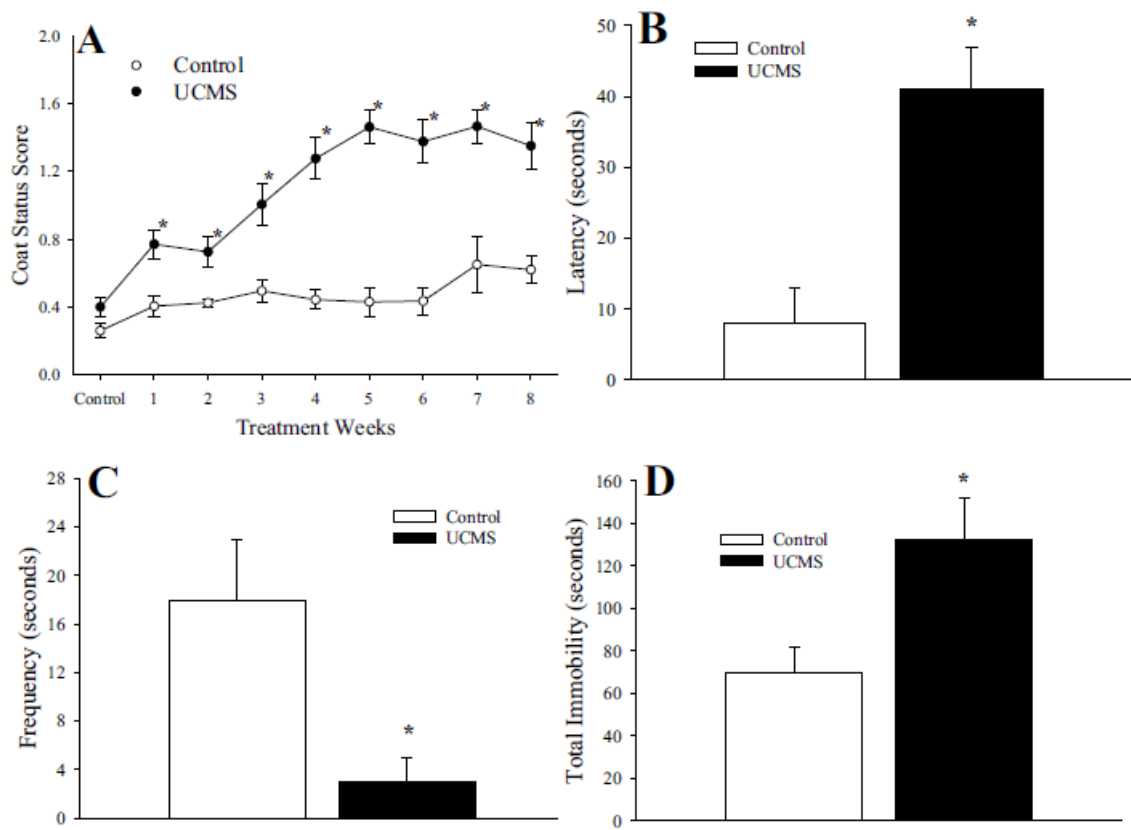 A
Control
UCMS
Coat Status Score
2.0
1.6
1.2
0.8
0.4
0.0
* * * * * * * *
Control 1 2 3 4 5 6 7 8
Treatment Weeks
B
Control
UCMS
*
Latency (seconds)
50
40
30
20
10
0
C
Control
UCMS
*
Frequency (seconds)
28
24
20
16
12
8
4
0
D
Control
UCMS
*
Total Immobility (seconds)
160
140
120
100
80
60
40
20
0